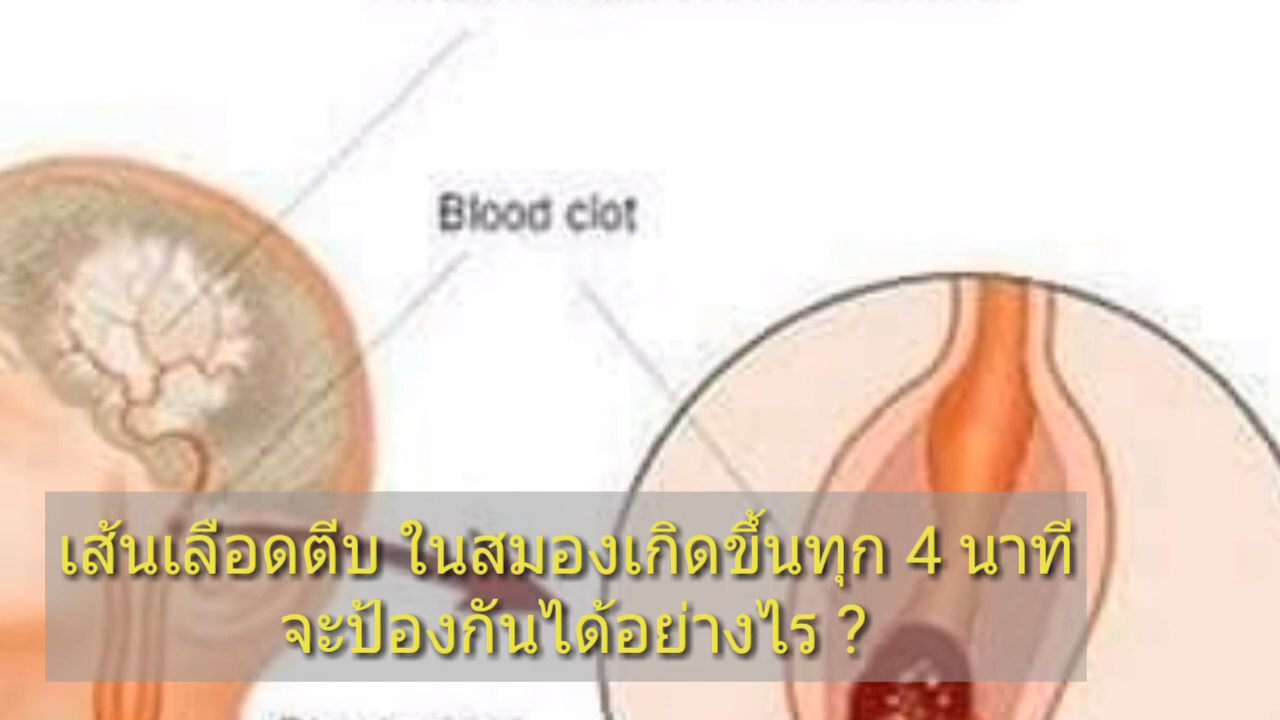 Blood clot
เส้นเลือดตีบ ในสมองเกิดขึ้นทุก 4 นาที
จะป้องกันได้อย่างไร ?